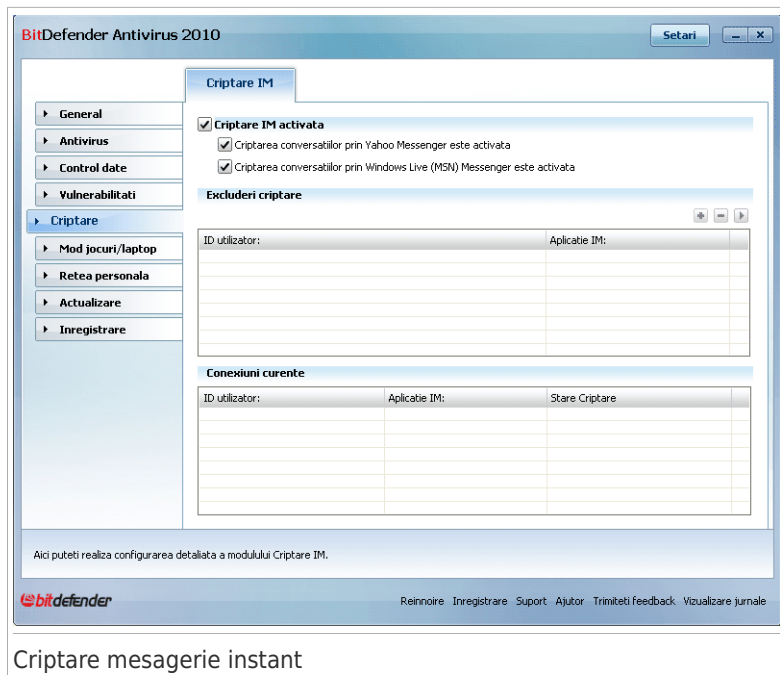 BitDefender Antivirus 2010
Setari
Criptare IM
General
Antivirus
Control date
Vulnerabilitati
Criptare
Mod jocuri/laptop
Retea personala
Actualizare
Inregistrare
Criptare IM activata
Criptarea conversatiilor prin Yahoo Messenger este activata
Criptarea conversatiilor prin Windows Live (MSN) Messenger este activata
Excluderi criptare
ID utilizator: Aplicatie IM:
Conexiuni curente
ID utilizator: Aplicatie IM: Stare Criptare
Aici puteti realiza configurarea detaliata a modulului Criptare IM.
bitdefender
Reinnoire Inregistrare Suport Ajutor Trimiteti feedback Vizualizare jurnale
Criptare mesagerie instant